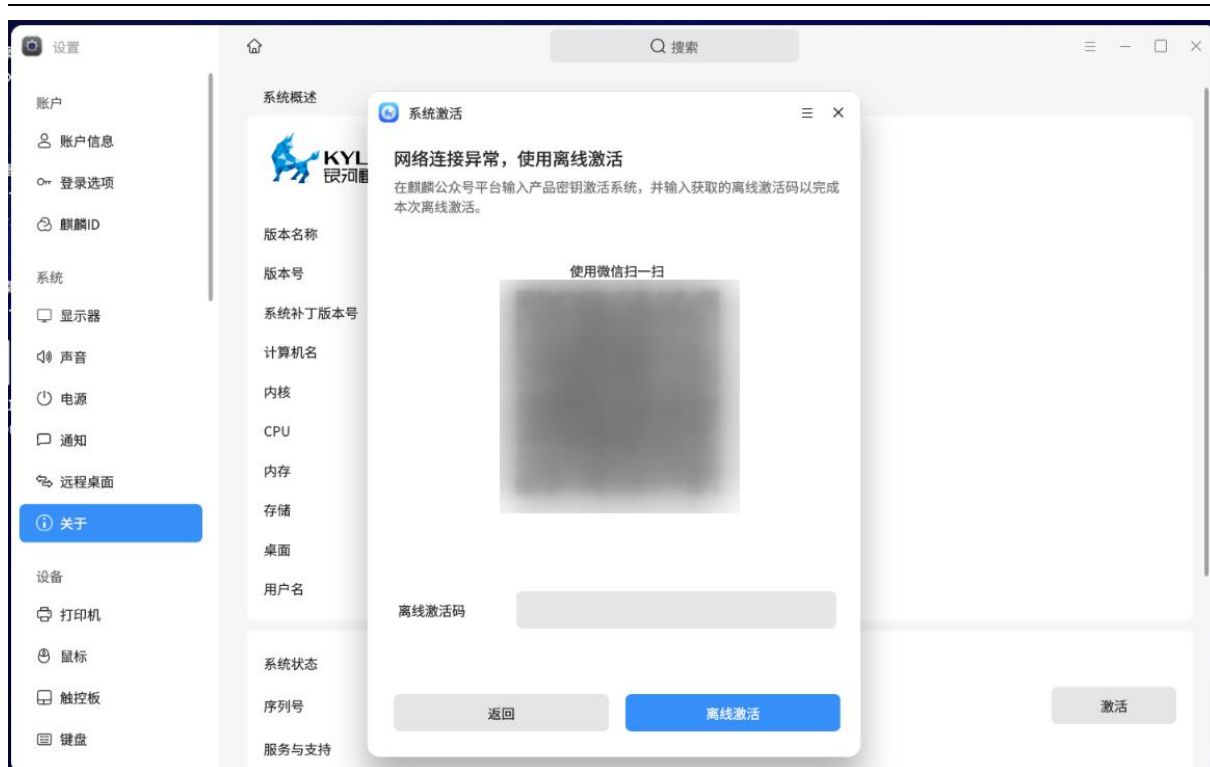 设置
搜索
账户
账户信息
登录选项
麒麟ID
系统
显示器
声音
电源
通知
远程桌面
关于
设备
打印机
鼠标
触控板
键盘
系统概述
KYL
银河
版本名称
版本号
系统补丁版本号
计算机名
内核
CPU
内存
存储
桌面
用户名
系统状态
序列号
激活
服务与支持
系统激活
网络连接异常，使用离线激活
在麒麟公众号平台输入产品密钥激活系统，并输入获取的离线激活码以完成
本次离线激活。
使用微信扫一扫
离线激活码
返回
离线激活